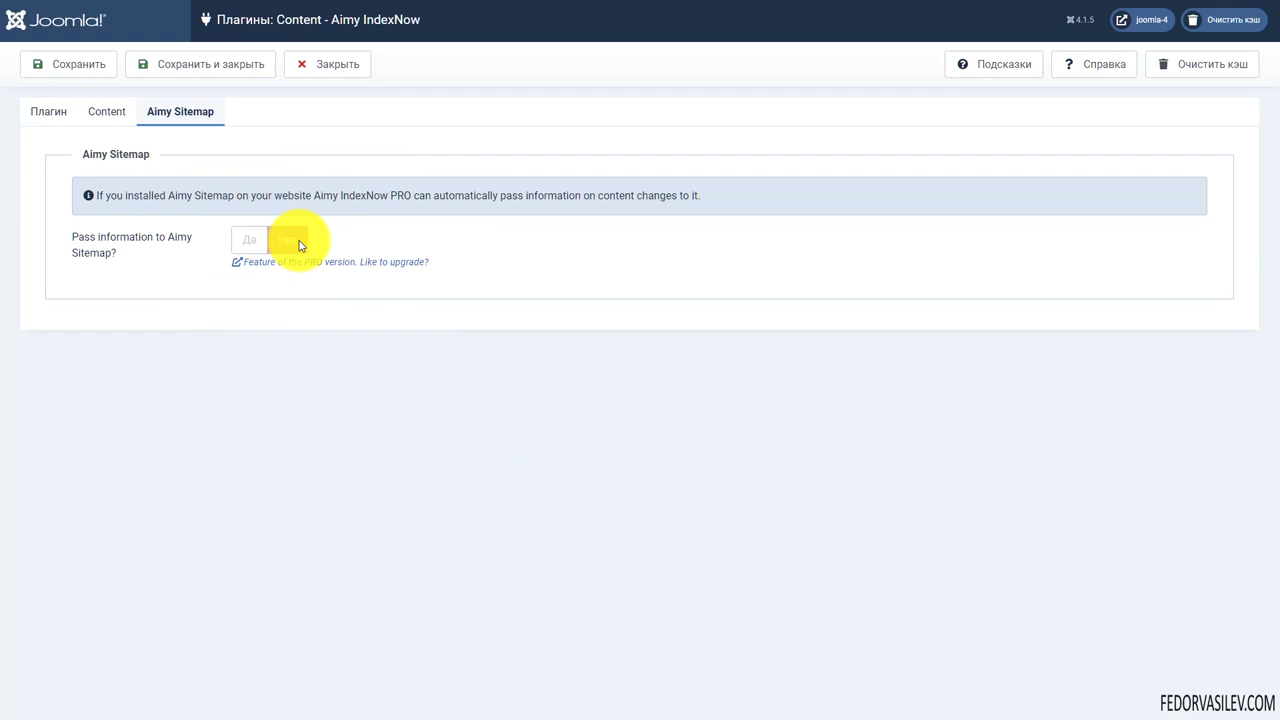 Joomla!®
Плагины: Content - Aimy IndexNow
4.1.5
joomla-4
Очистить кэш
Сохранить
Сохранить и закрыть
Закрыть
Подсказки
Справка
Очистить кэш
Плагин
Content
Aimy Sitemap
Aimy Sitemap
If you installed Aimy Sitemap on your website Aimy IndexNow PRO can automatically pass information on content changes to it.
Pass information to Aimy
Sitemap?
Да
Нет
Feature of the PRO version. Like to upgrade?
FEDORVASILEV.COM